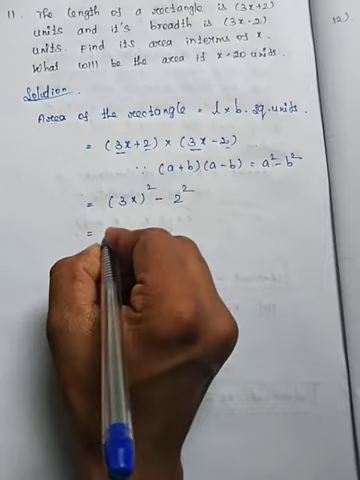 11. The length of a rectangle is (3x+2)
units and it's breadth is (3x-2)
units. Find its area interms of x.
What will be the area if x=20 units.
Solution.
Area of the rectangle = l x b. sq.units.
= (3x+2) x (3x-2)
∵ (a+b)(a-b) = a²-b²
= (3x)² - 2²
=
12)